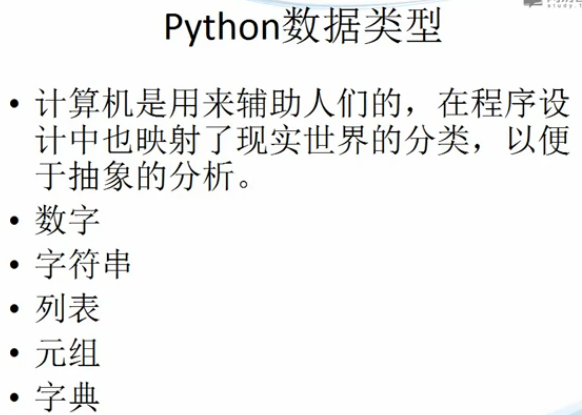 Python数据类型
• 计算机是用来辅助人们的，在程序设
计中也映射了现实世界的分类，以便
于抽象的分析。
• 数字
• 字符串
• 列表
• 元组
• 字典